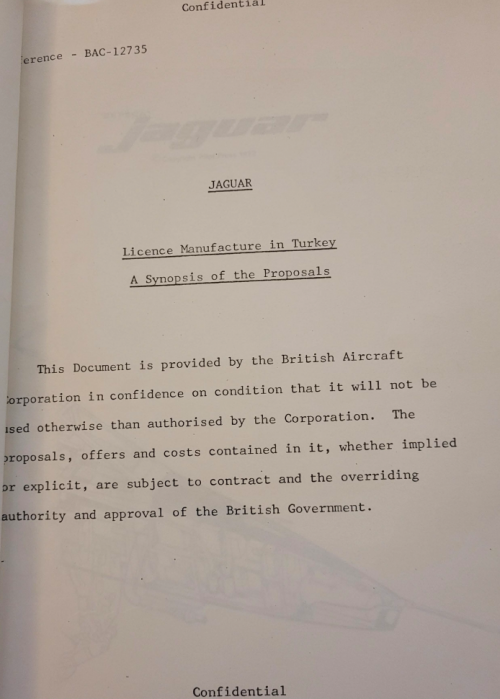 Confidential
erence - BAC-12735
jaguar
JAGUAR
Licence Manufacture in Turkey
A Synopsis of the Proposals
This Document is provided by the British Aircraft
Corporation in confidence on condition that it will not be
used otherwise than authorised by the Corporation. The
proposals, offers and costs contained in it, whether implied
or explicit, are subject to contract and the overriding
authority and approval of the British Government.
Confidential